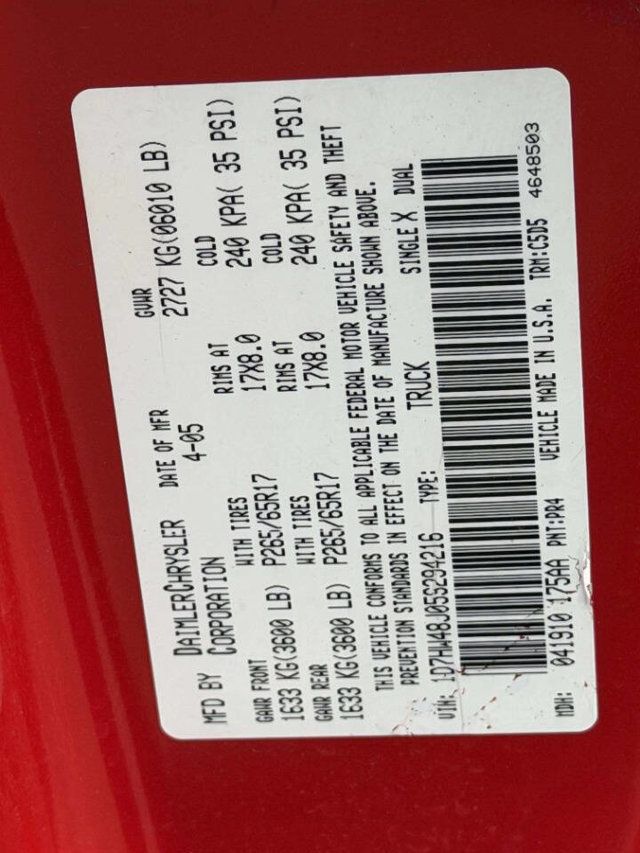 MFD BY DAIMLERCHRYSLER CORPORATION DATE OF MFR 4-05 GVWR 2727 KG(06010 LB)
GAWR FRONT WITH TIRES RIMS AT COLD
1633 KG(3600 LB) P265/65R17 17X8.0 240 KPA( 35 PSI)
GAWR REAR WITH TIRES RIMS AT COLD
1633 KG(3600 LB) P265/65R17 17X8.0 240 KPA( 35 PSI)
THIS VEHICLE CONFORMS TO ALL APPLICABLE FEDERAL MOTOR VEHICLE SAFETY AND THEFT
PREVENTION STANDARDS IN EFFECT ON THE DATE OF MANUFACTURE SHOWN ABOVE.
VIN: 1D7HW48J05S294216 TYPE: TRUCK SINGLE X DUAL
MDH: 041910 175AA PNT:PR4 VEHICLE MADE IN U.S.A. TRM:C5D5 4648503